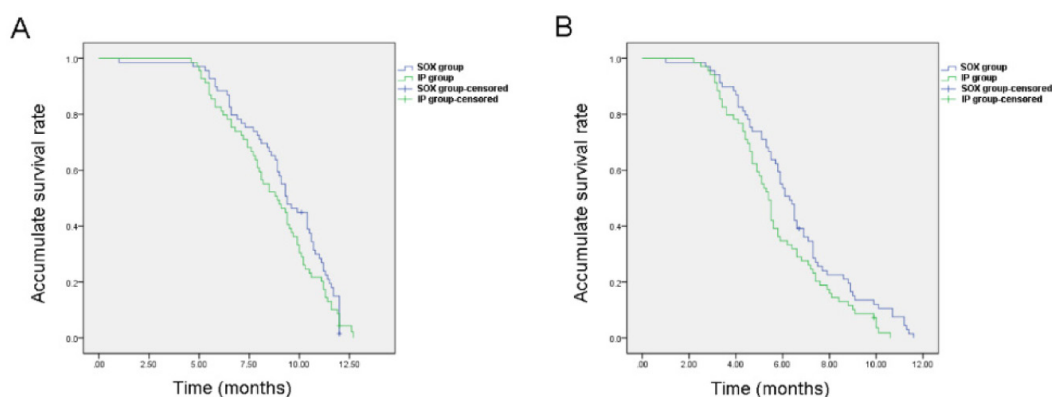 A
Accumulate survival rate
1.0
0.8
0.6
0.4
0.2
0.0
.00
2.50
5.00
7.50
10.00
12.50
Time (months)
SOX group
IP group
SOX group-censored
IP group-censored
B
Accumulate survival rate
1.0
0.8
0.6
0.4
0.2
0.0
.00
2.00
4.00
6.00
8.00
10.00
12.00
Time (months)
SOX group
IP group
SOX group-censored
IP group-censored